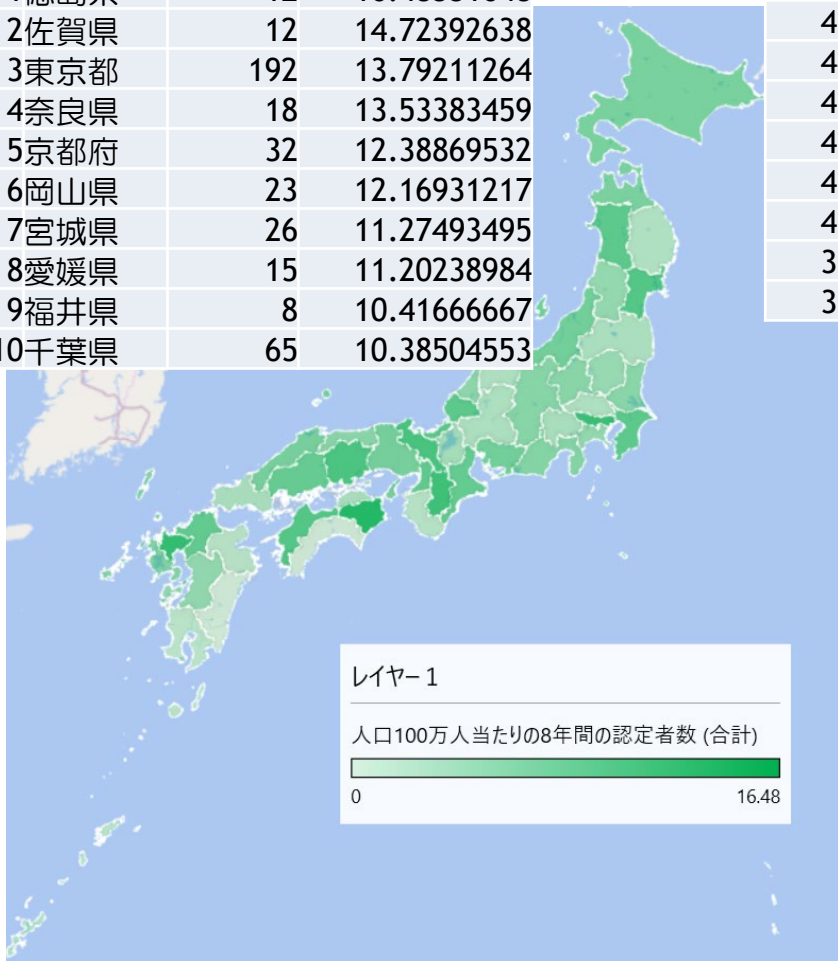 2佐賀県 12 14.72392638
3東京都 192 13.79211264
4奈良県 18 13.53383459
5京都府 32 12.38869532
6岡山県 23 12.16931217
7宮城県 26 11.27493495
8愛媛県 15 11.20238984
9福井県 8 10.41666667
10千葉県 65 10.38504553
4
4
4
4
4
4
3
3
レイヤー 1
人口100万人当たりの8年間の認定者数 (合計)
0 16.48